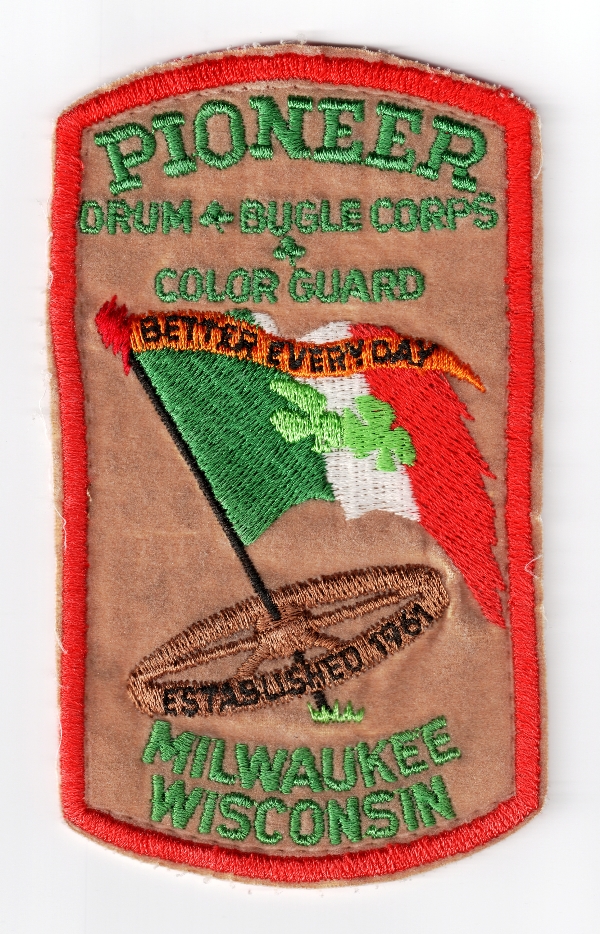 PIONEER
DRUM & BUGLE CORPS
&
COLOR GUARD
BETTER EVERY DAY
ESTABLISHED 1961
MILWAUKEE
WISCONSIN